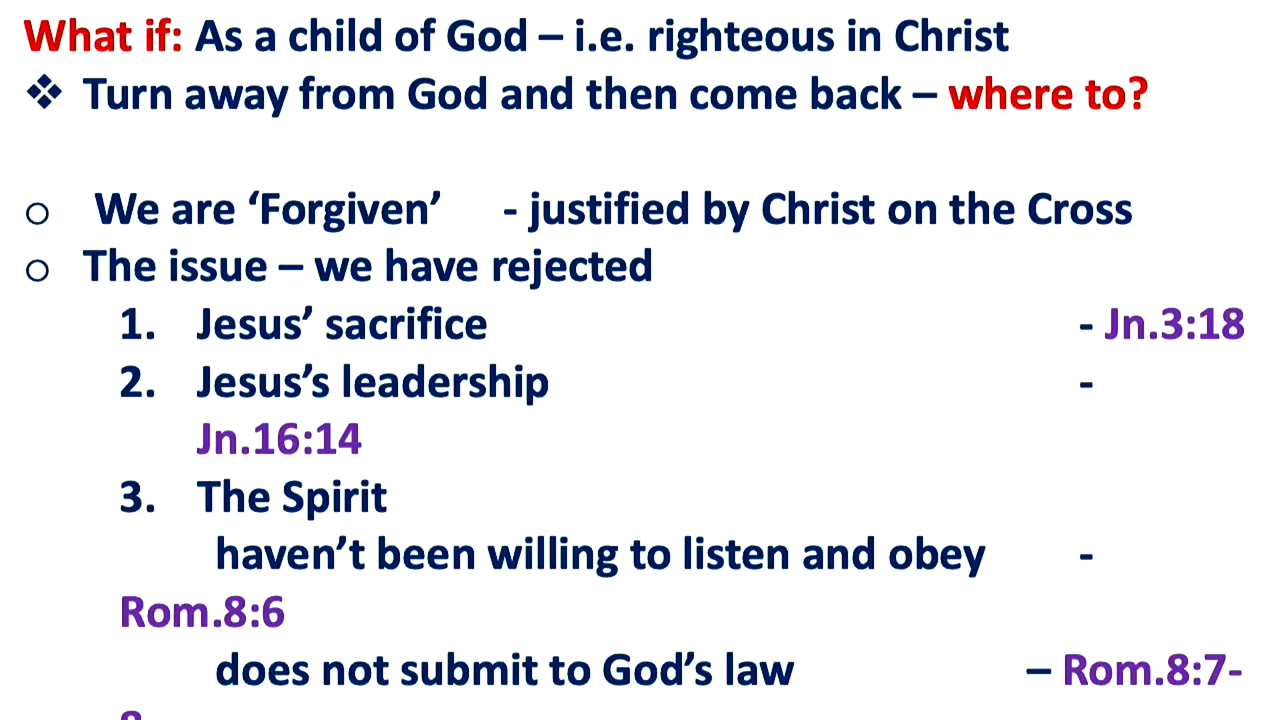 What if: As a child of God – i.e. righteous in Christ
❖ Turn away from God and then come back – where to?
o We are ‘Forgiven’ - justified by Christ on the Cross
o The issue – we have rejected
1. Jesus’ sacrifice - Jn.3:18
2. Jesus’s leadership -
Jn.16:14
3. The Spirit
haven’t been willing to listen and obey -
Rom.8:6
does not submit to God’s law – Rom.8:7-